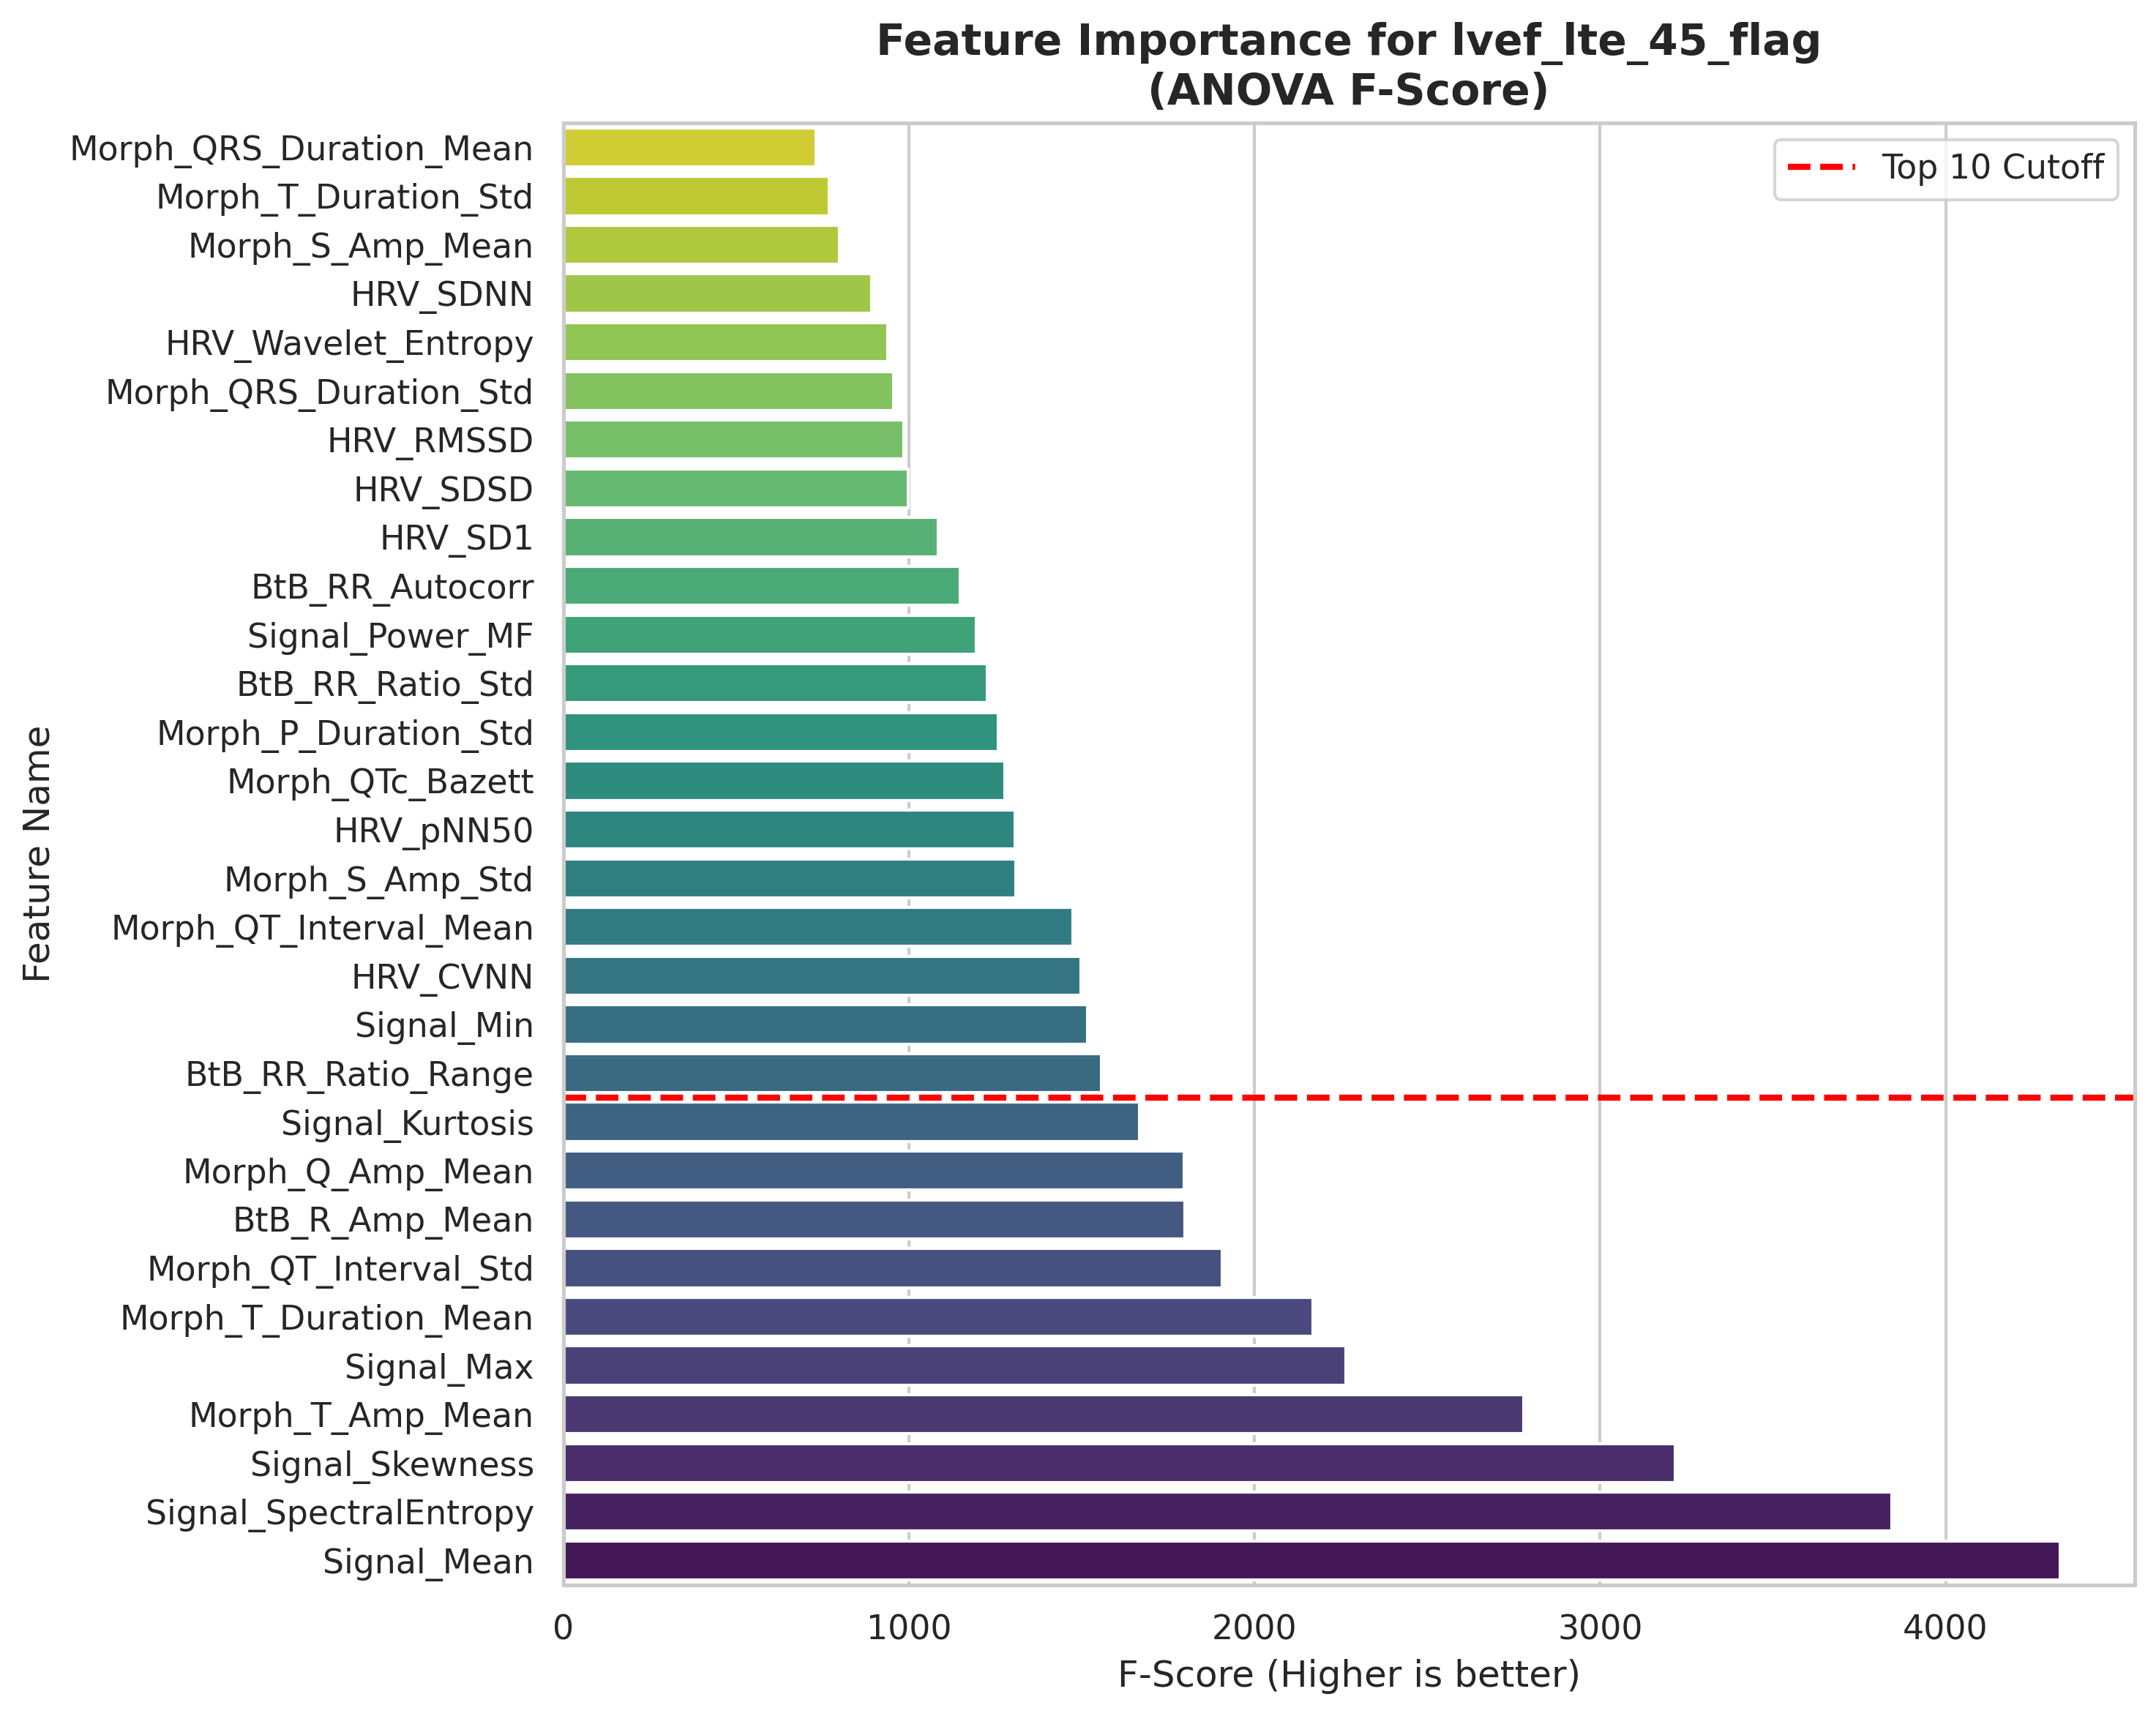 Feature Importance for lvef_lte_45_flag
(ANOVA F-Score)
Top 10 Cutoff
Feature Name
Morph_QRS_Duration_Mean
Morph_T_Duration_Std
Morph_S_Amp_Mean
HRV_SDNN
HRV_Wavelet_Entropy
Morph_QRS_Duration_Std
HRV_RMSSD
HRV_SDSD
HRV_SD1
BtB_RR_Autocorr
Signal_Power_MF
BtB_RR_Ratio_Std
Morph_P_Duration_Std
Morph_QTc_Bazett
HRV_pNN50
Morph_S_Amp_Std
Morph_QT_Interval_Mean
HRV_CVNN
Signal_Min
BtB_RR_Ratio_Range
Signal_Kurtosis
Morph_Q_Amp_Mean
BtB_R_Amp_Mean
Morph_QT_Interval_Std
Morph_T_Duration_Mean
Signal_Max
Morph_T_Amp_Mean
Signal_Skewness
Signal_SpectralEntropy
Signal_Mean
0 1000 2000 3000 4000
F-Score (Higher is better)